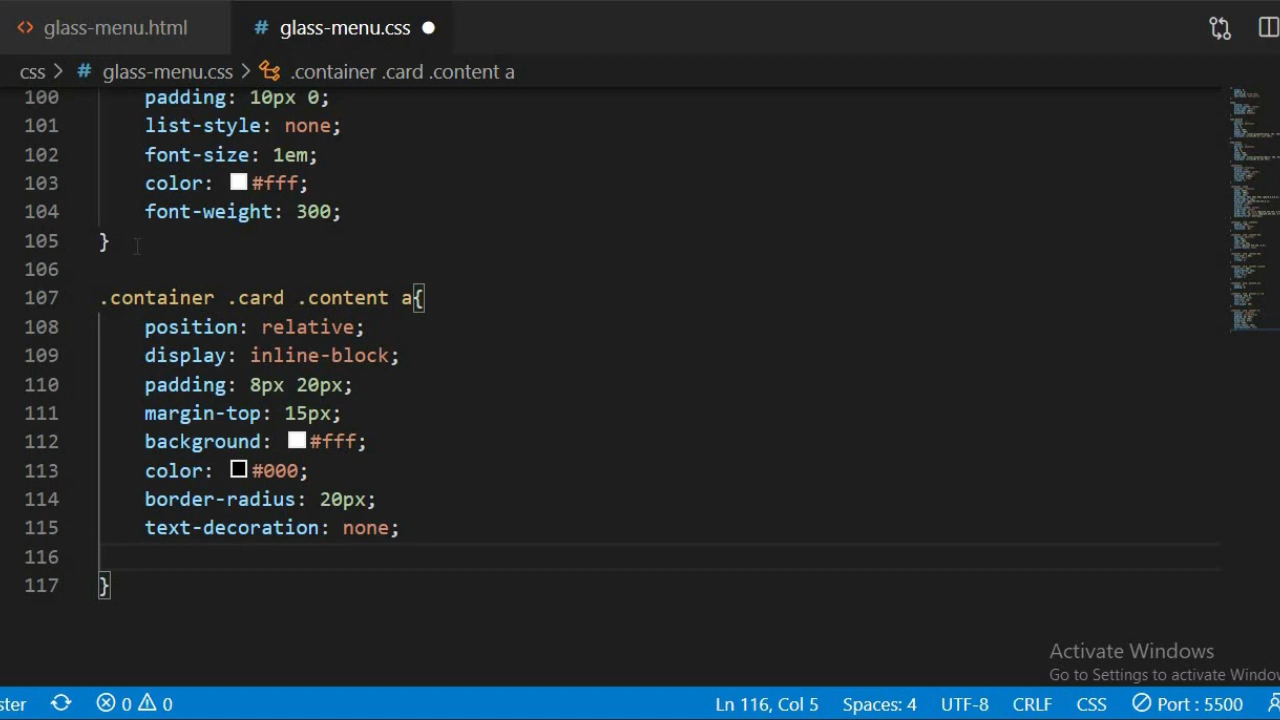 <> glass-menu.html # glass-menu.css
css > # glass-menu.css > .container .card .content a
100 padding: 10px 0;
101 list-style: none;
102 font-size: 1em;
103 color: #fff;
104 font-weight: 300;
105 }
106
107 .container .card .content a{
108 position: relative;
109 display: inline-block;
110 padding: 8px 20px;
111 margin-top: 15px;
112 background: #fff;
113 color: #000;
114 border-radius: 20px;
115 text-decoration: none;
116
117 }
Activate Windows
Go to Settings to activate Windo
ster 0 0 Ln 116, Col 5 Spaces: 4 UTF-8 CRLF CSS Port : 5500